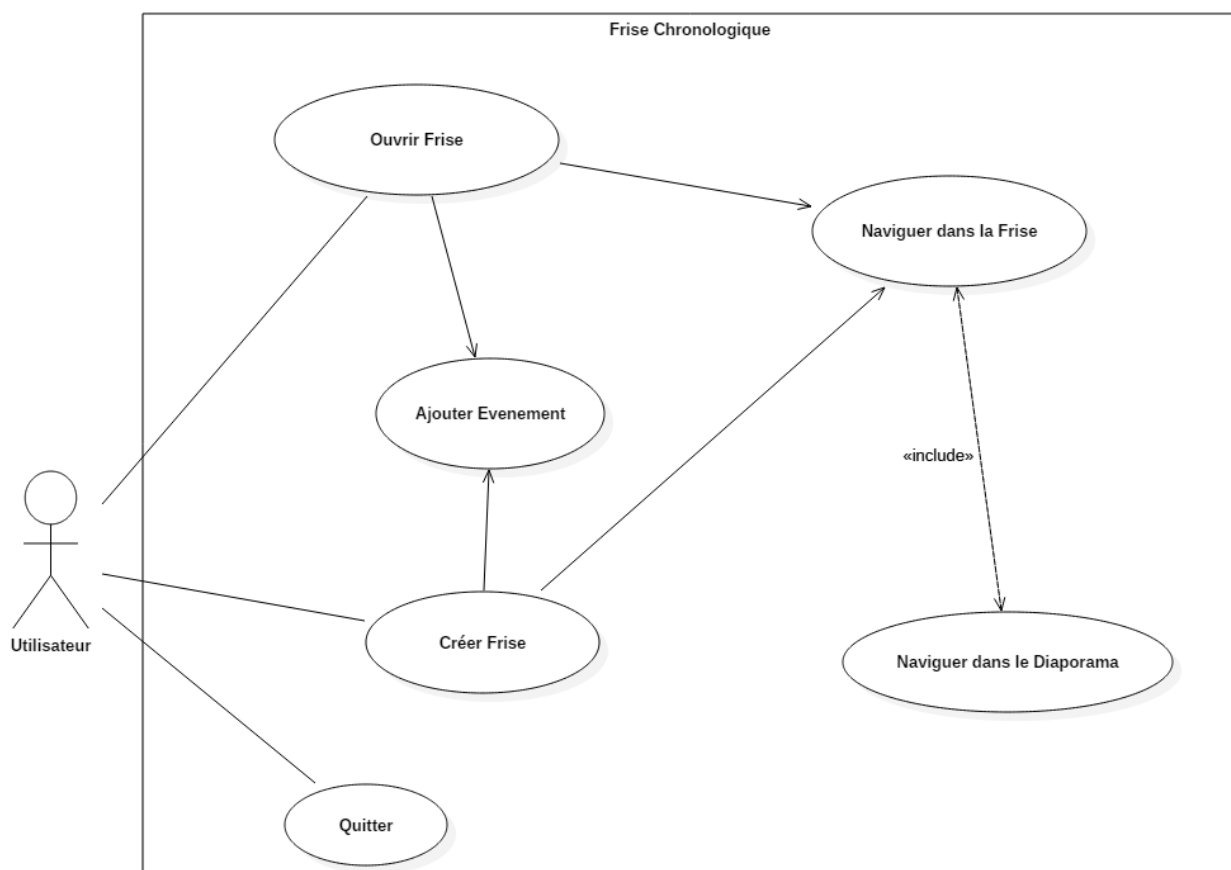 Frise Chronologique
Ouvrir Frise
Naviguer dans la Frise
Ajouter Evenement
«include»
Utilisateur
Créer Frise
Naviguer dans le Diaporama
Quitter